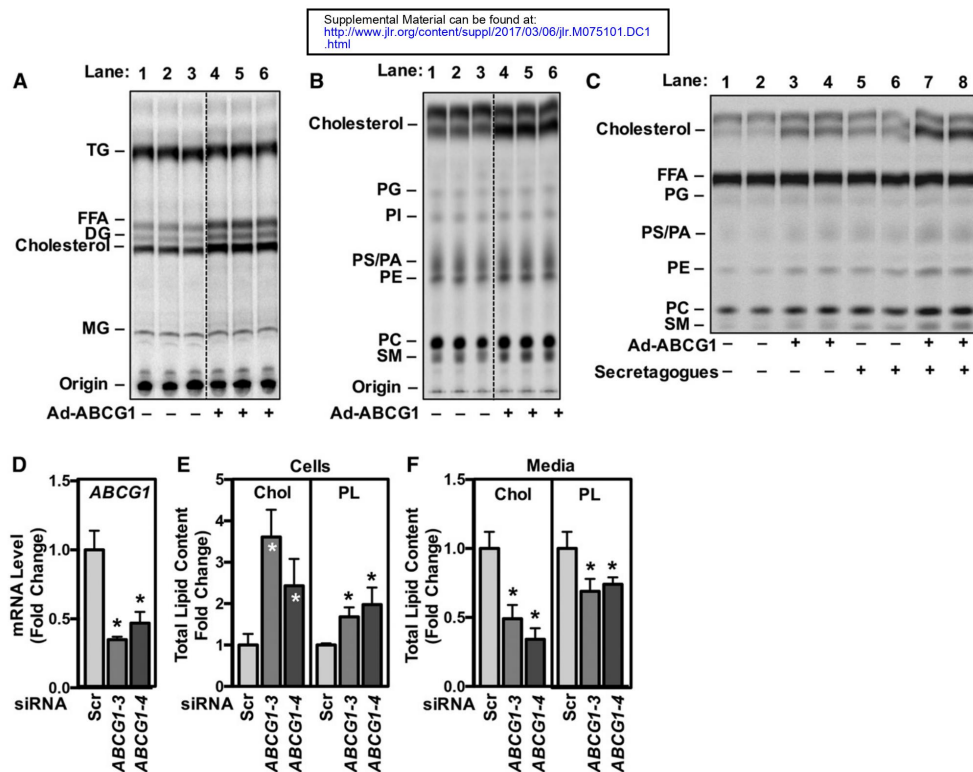 Supplemental Material can be found at:
http://www.jlr.org/content/suppl/2017/03/06/jlr.M075101.DC1
.html
A
Lane: 1 2 3 4 5 6
TG –
FFA –
DG –
Cholesterol –
MG –
Origin –
Ad-ABCG1 – – – + + +
B
Lane: 1 2 3 4 5 6
Cholesterol –
PG –
PI –
PS/PA –
PE –
PC –
SM –
Origin –
– – – + + +
C
Lane: 1 2 3 4 5 6 7 8
Cholesterol –
FFA –
PG –
PS/PA –
PE –
PC –
SM –
Ad-ABCG1 – – + + – – + +
Secretagogues – – – – + + + +
D
ABCG1
mRNA Level
(Fold Change)
1.5
1.0
0.5
0.0
* *
siRNA
Scr
ABCG1-3
ABCG1-4
E
Cells
Chol PL
Total Lipid Content
Fold Change)
5
4
3
2
1
0
* * * *
siRNA
Scr
ABCG1-3
ABCG1-4
Scr
ABCG1-3
ABCG1-4
F
Media
Chol PL
Total Lipid Content
(Fold Change)
1.5
1.0
0.5
0.0
* * * *
siRNA
Scr
ABCG1-3
ABCG1-4
Scr
ABCG1-3
ABCG1-4